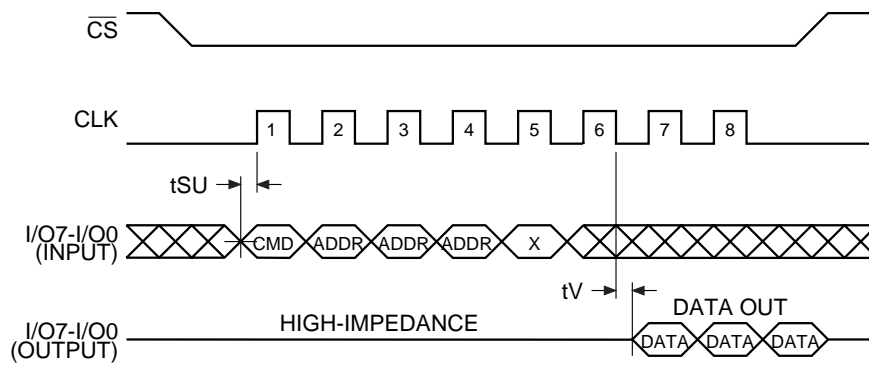 CS
CLK
1 2 3 4 5 6 7 8
tSU
I/O7-I/O0
(INPUT)
CMD ADDR ADDR ADDR X
tV
DATA OUT
HIGH-IMPEDANCE
I/O7-I/O0
(OUTPUT)
DATA DATA DATA